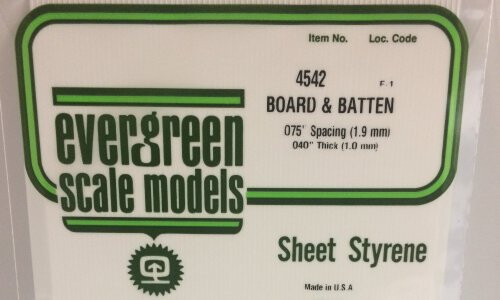 Item No. Loc. Code
4542 F-1
BOARD & BATTEN
.075" Spacing (1.9 mm)
.040" Thick (1.0 mm)
evergreen
scale models
Sheet Styrene
Made in U.S.A